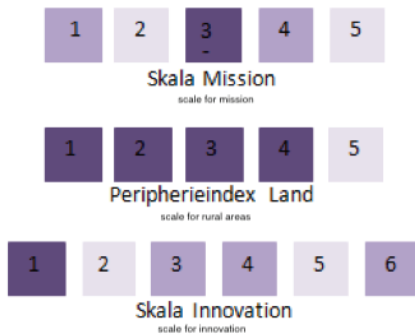 1 2 3 4 5
-
Skala Mission
scale for mission
1 2 3 4 5
Peripherieindex Land
scale for rural areas
1 2 3 4 5 6
Skala Innovation
scale for innovation